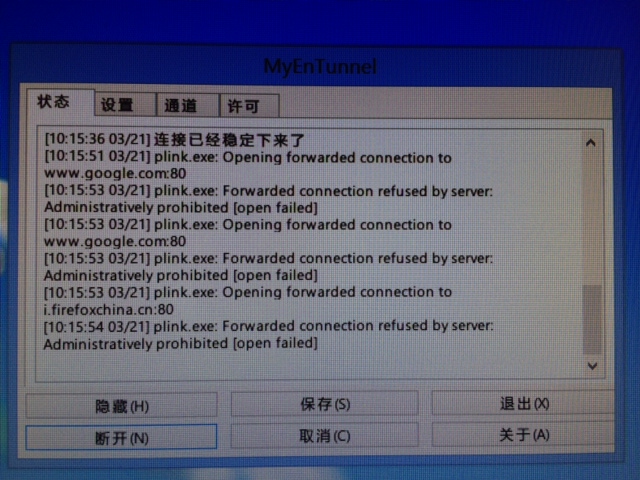 MyEnTunnel
状态 设置 通道 许可
[10:15:36 03/21] 连接已经稳定下来了
[10:15:51 03/21] plink.exe: Opening forwarded connection to
www.google.com:80
[10:15:53 03/21] plink.exe: Forwarded connection refused by server:
Administratively prohibited [open failed]
[10:15:53 03/21] plink.exe: Opening forwarded connection to
www.google.com:80
[10:15:53 03/21] plink.exe: Forwarded connection refused by server:
Administratively prohibited [open failed]
[10:15:53 03/21] plink.exe: Opening forwarded connection to
i.firefoxchina.cn:80
[10:15:54 03/21] plink.exe: Forwarded connection refused by server:
Administratively prohibited [open failed]
隐藏(H) 保存(S) 退出(X)
断开(N) 取消(C) 关于(A)